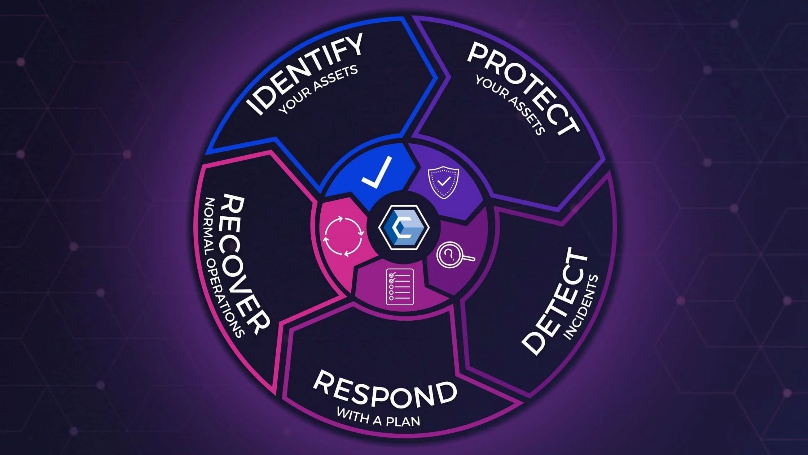 IDENTIFY
YOUR ASSETS
PROTECT
YOUR ASSETS
DETECT
INCIDENTS
RESPOND
WITH A PLAN
RECOVER
NORMAL OPERATIONS